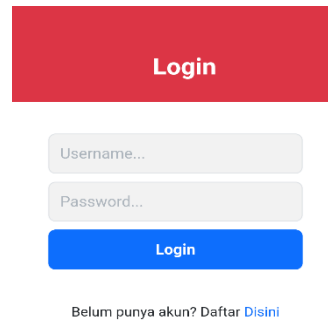 Login
Username...
Password...
Login
Belum punya akun? Daftar Disini